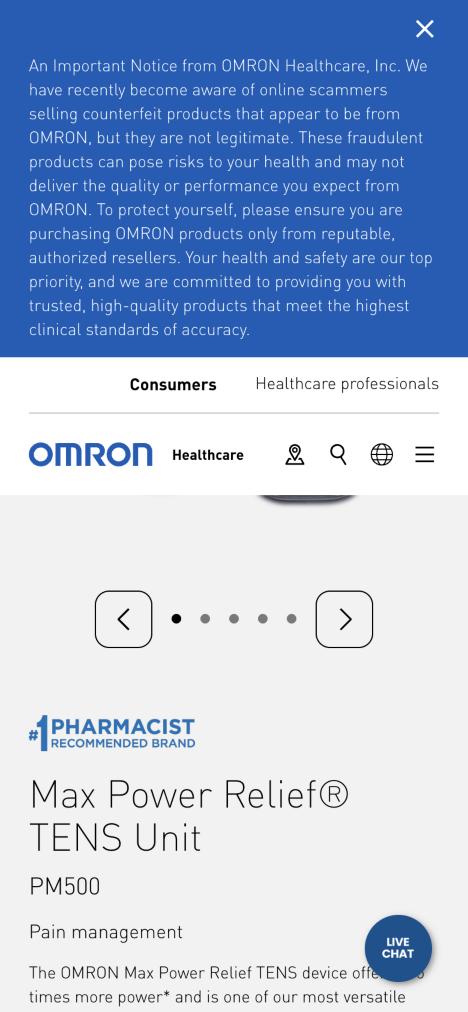 An Important Notice from OMRON Healthcare, Inc. We
have recently become aware of online scammers
selling counterfeit products that appear to be from
OMRON, but they are not legitimate. These fraudulent
products can pose risks to your health and may not
deliver the quality or performance you expect from
OMRON. To protect yourself, please ensure you are
purchasing OMRON products only from reputable,
authorized resellers. Your health and safety are our top
priority, and we are committed to providing you with
trusted, high-quality products that meet the highest
clinical standards of accuracy.
Consumers Healthcare professionals
OMRON Healthcare
#1 PHARMACIST
RECOMMENDED BRAND
Max Power Relief®
TENS Unit
PM500
Pain management
LIVE
CHAT
The OMRON Max Power Relief TENS device
times more power* and is one of our most versatile